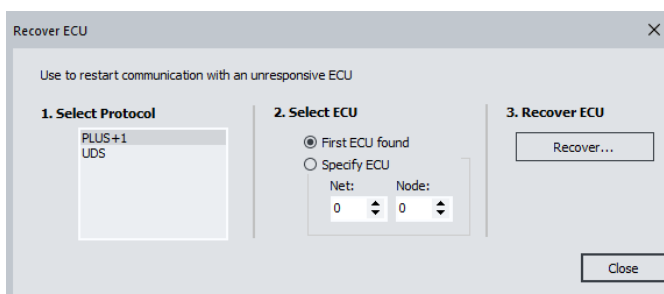 Recover ECU
Use to restart communication with an unresponsive ECU
1. Select Protocol
PLUS+1
UDS
2. Select ECU
First ECU found
Specify ECU
Net: Node:
0 0
3. Recover ECU
Recover...
Close